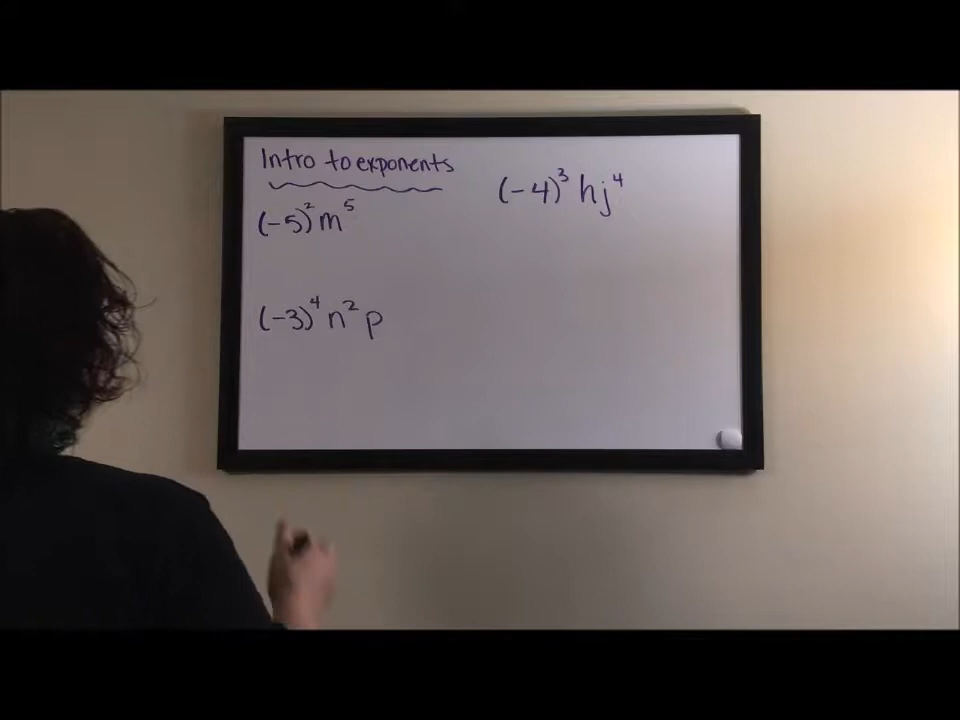 Intro to exponents
(-5)² m⁵
(-3)⁴ n² p
(-4)³ h j⁴